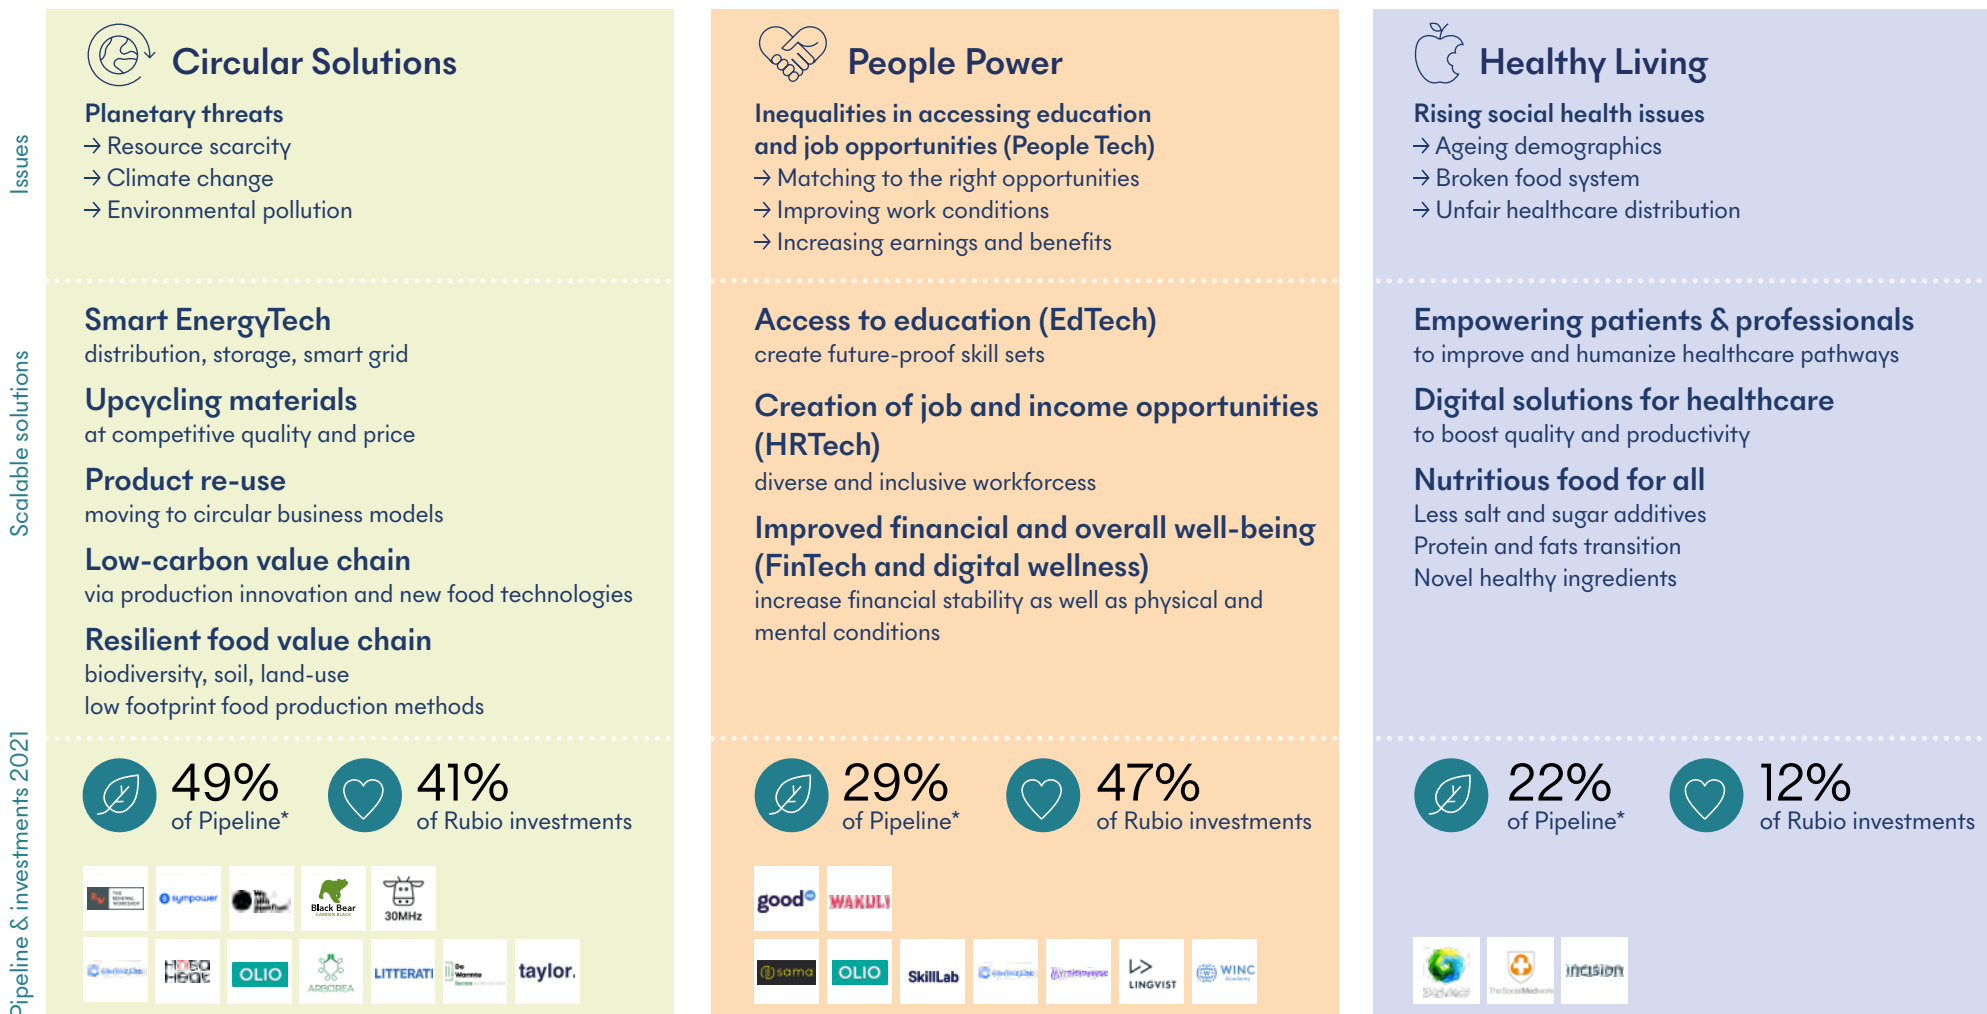 Issues
Circular Solutions
Planetary threats
→ Resource scarcity
→ Climate change
→ Environmental pollution
People Power
Inequalities in accessing education
and job opportunities (People Tech)
→ Matching to the right opportunities
→ Improving work conditions
→ Increasing earnings and benefits
Healthy Living
Rising social health issues
→ Ageing demographics
→ Broken food system
→ Unfair healthcare distribution
Scalable solutions
Smart EnergyTech
distribution, storage, smart grid
Upcycling materials
at competitive quality and price
Product re-use
moving to circular business models
Low-carbon value chain
via production innovation and new food technologies
Resilient food value chain
biodiversity, soil, land-use
low footprint food production methods
Access to education (EdTech)
create future-proof skill sets
Creation of job and income opportunities
(HRTech)
diverse and inclusive workforcess
Improved financial and overall well-being
(FinTech and digital wellness)
increase financial stability as well as physical and
mental conditions
Empowering patients & professionals
to improve and humanize healthcare pathways
Digital solutions for healthcare
to boost quality and productivity
Nutritious food for all
Less salt and sugar additives
Protein and fats transition
Novel healthy ingredients
Pipeline & investments 2021
49%
of Pipeline*
41%
of Rubio investments
THE
RENEWAL
WORKSHOP
sympower
Black Bear
CARBON BLACK
30MHz
OLIO
ARBOREA
LITTERATI
De
Warmte
taylor.
29%
of Pipeline*
47%
of Rubio investments
good
WAKULI
sama
OLIO
SkillLab
L>
LINGVIST
WINC
Academy
22%
of Pipeline*
12%
of Rubio investments
TheSocialMedwork
incision